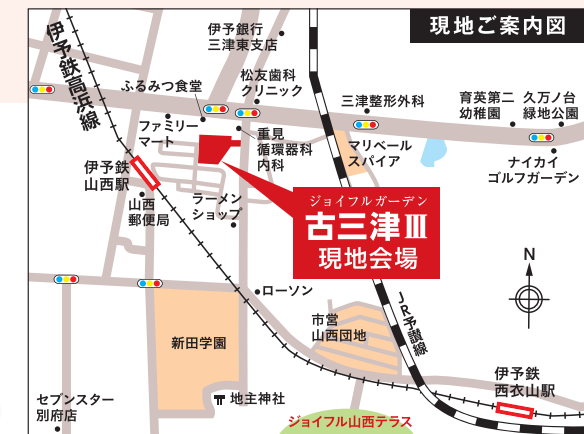 現地ご案内図
伊予銀行
三津東支店
伊予鉄高浜線
ふるみつ食堂
松友歯科
クリニック
三津整形外科
育英第二
幼稚園
久万ノ台
緑地公園
ファミリー
マート
重見
循環器科
内科
マリベール
スパイア
ナイカイ
ゴルフガーデン
伊予鉄
山西駅
山西
郵便局
ラーメン
ショップ
ジョイフルガーデン
古三津Ⅲ
現地会場
N
ローソン
JR予讃線
市営
山西団地
新田学園
伊予鉄
西衣山駅
セブンスター
別府店
地主神社
ジョイフル山西テラス